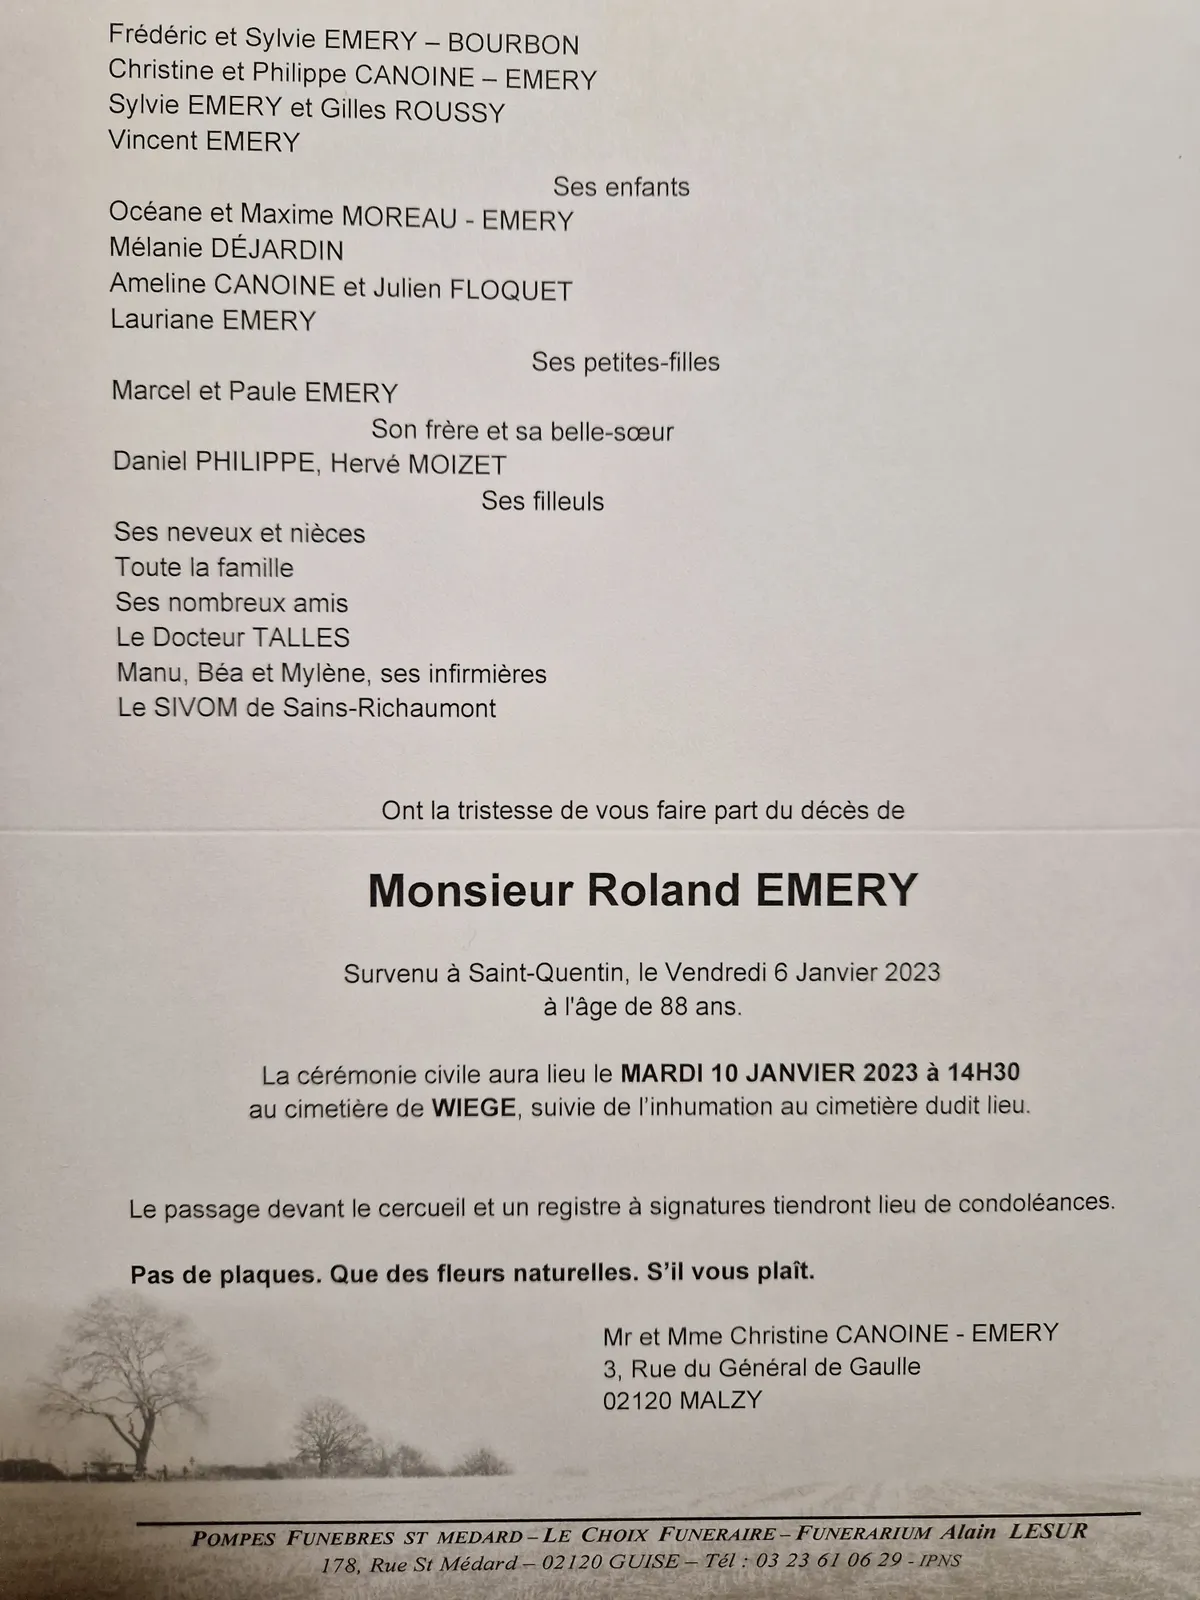 Frédéric et Sylvie EMERY – BOURBON
Christine et Philippe CANOINE – EMERY
Sylvie EMERY et Gilles ROUSSY
Vincent EMERY
Ses enfants
Océane et Maxime MOREAU - EMERY
Mélanie DÉJARDIN
Ameline CANOINE et Julien FLOQUET
Lauriane EMERY
Ses petites-filles
Marcel et Paule EMERY
Son frère et sa belle-sœur
Daniel PHILIPPE, Hervé MOIZET
Ses filleuls
Ses neveux et nièces
Toute la famille
Ses nombreux amis
Le Docteur TALLES
Manu, Béa et Mylène, ses infirmières
Le SIVOM de Sains-Richaumont
Ont la tristesse de vous faire part du décès de
Monsieur Roland EMERY
Survenu à Saint-Quentin, le Vendredi 6 Janvier 2023
à l'âge de 88 ans.
La cérémonie civile aura lieu le MARDI 10 JANVIER 2023 à 14H30
au cimetière de WIEGE, suivie de l'inhumation au cimetière dudit lieu.
Le passage devant le cercueil et un registre à signatures tiendront lieu de condoléances.
Pas de plaques. Que des fleurs naturelles. S'il vous plaît.
Mr et Mme Christine CANOINE - EMERY
3, Rue du Général de Gaulle
02120 MALZY
POMPES FUNEBRES ST MEDARD – LE CHOIX FUNERAIRE – FUNERARIUM Alain LESUR
178, Rue St Médard – 02120 GUISE – Tél : 03 23 61 06 29 - IPNS